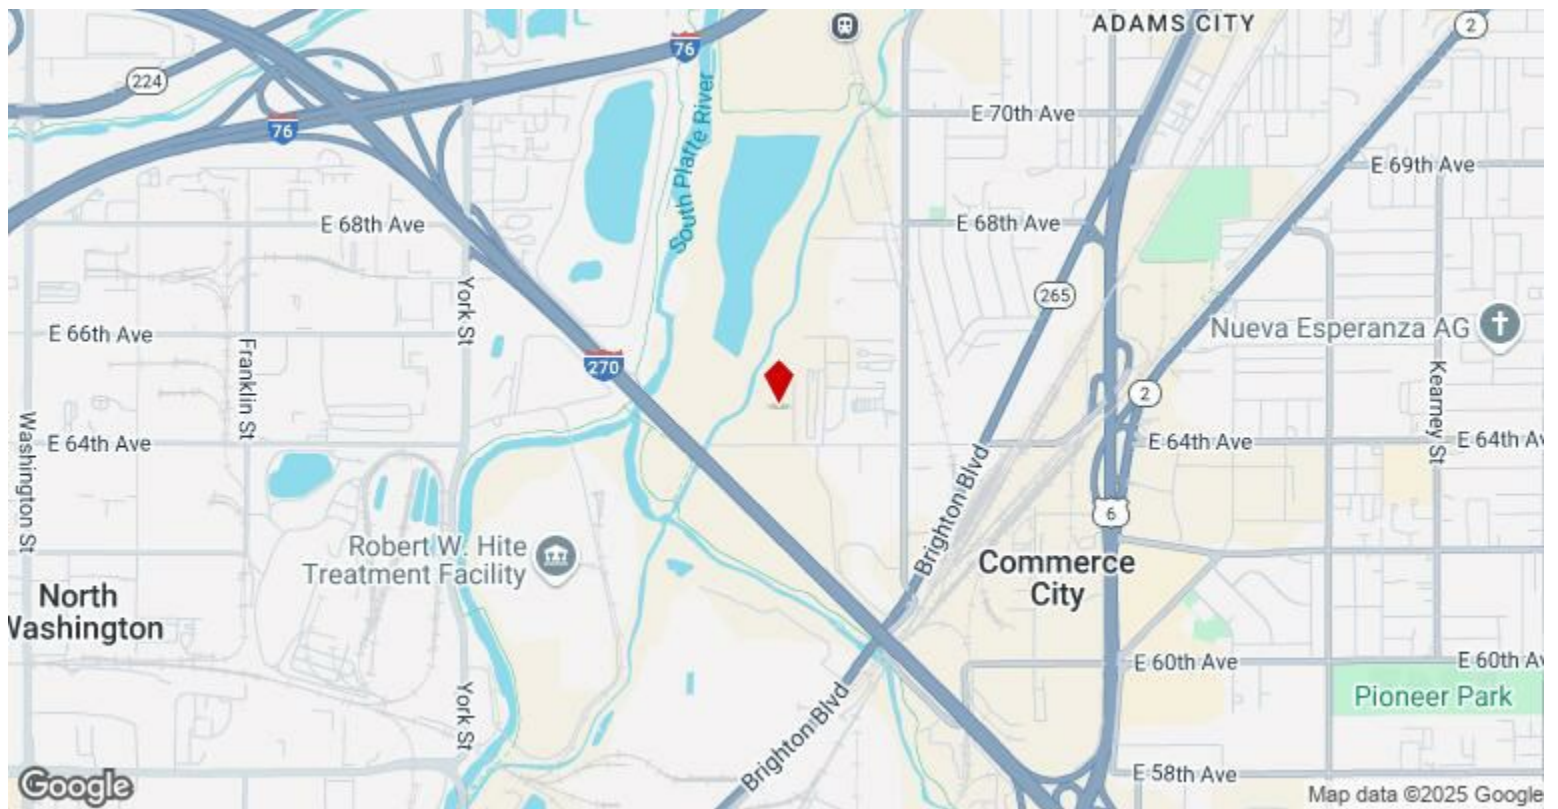 ADAMS CITY
2
76
224
E 70th Ave
76
South Platte River
E 69th Ave
E 68th Ave
E 68th Ave
York St
265
Nueva Esperanza AG
E 66th Ave
Franklin St
270
Kearney St
2
Washington St
E 64th Ave
E 64th Ave
E 64th Av
Brighton Blvd
6
Robert W. Hite
Treatment Facility
Commerce
City
North
Washington
E 60th Ave
E 60th Av
York St
Pioneer Park
Brighton Blvd
E 58th Ave
Google
Map data ©2025 Google